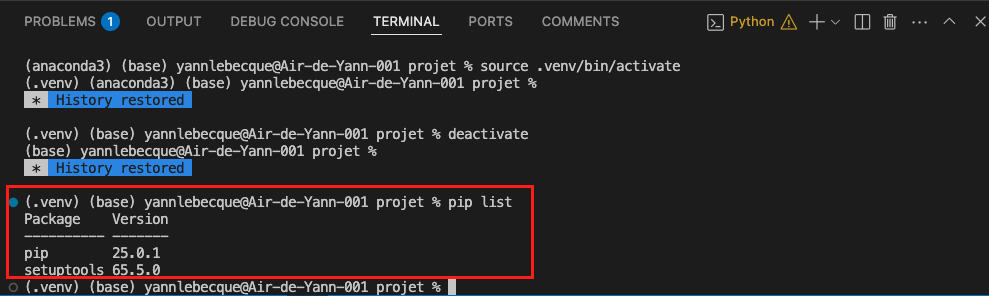 PROBLEMS 1 OUTPUT DEBUG CONSOLE TERMINAL PORTS COMMENTS Python
(anaconda3) (base) yannlebecque@Air-de-Yann-001 projet % source .venv/bin/activate
(.venv) (anaconda3) (base) yannlebecque@Air-de-Yann-001 projet %
* History restored
(.venv) (base) yannlebecque@Air-de-Yann-001 projet % deactivate
(base) yannlebecque@Air-de-Yann-001 projet %
* History restored
(.venv) (base) yannlebecque@Air-de-Yann-001 projet % pip list
Package    Version
---------- -------
pip        25.0.1
setuptools 65.5.0
(.venv) (base) yannlebecque@Air-de-Yann-001 projet %